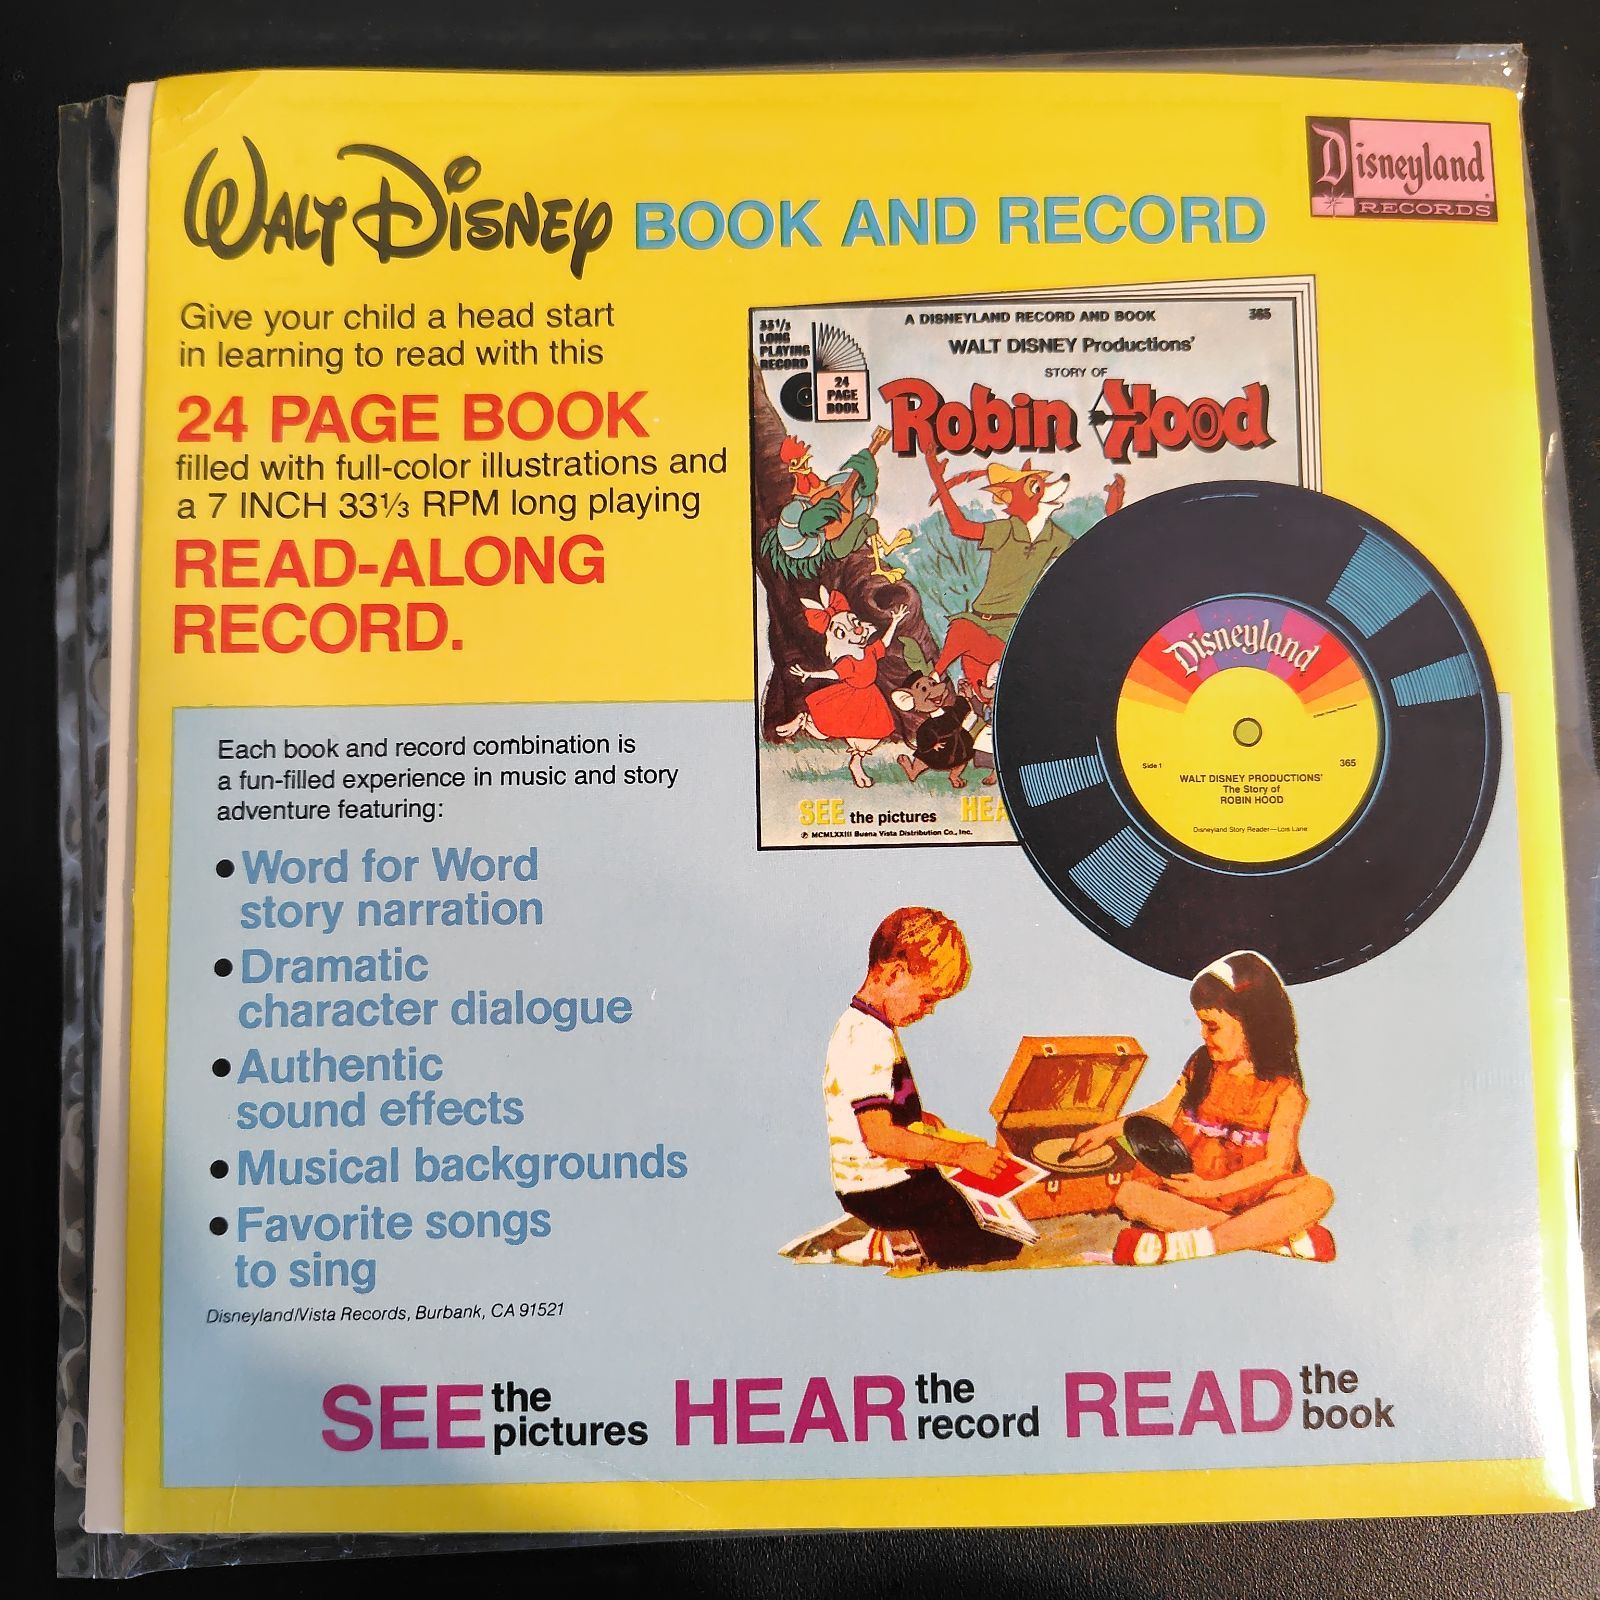 WALT DISNEY BOOK AND RECORD
Disneyland
RECORDS
Give your child a head start
in learning to read with this
24 PAGE BOOK
filled with full-color illustrations and
a 7 INCH 33⅓ RPM long playing
READ-ALONG
RECORD.
33⅓
LONG
PLAYING
RECORD
24
PAGE
BOOK
A DISNEYLAND RECORD AND BOOK
365
WALT DISNEY Productions'
STORY OF
Robin Hood
SEE the pictures HEA
℗ MCMLXXIII Buena Vista Distribution Co., Inc.
Disneyland
Side 1
365
WALT DISNEY PRODUCTIONS'
The Story of
ROBIN HOOD
Disneyland Story Reader—Lois Lane
Each book and record combination is
a fun-filled experience in music and story
adventure featuring:
• Word for Word
story narration
• Dramatic
character dialogue
• Authentic
sound effects
• Musical backgrounds
• Favorite songs
to sing
Disneyland/Vista Records, Burbank, CA 91521
SEE the pictures HEAR the record READ the book